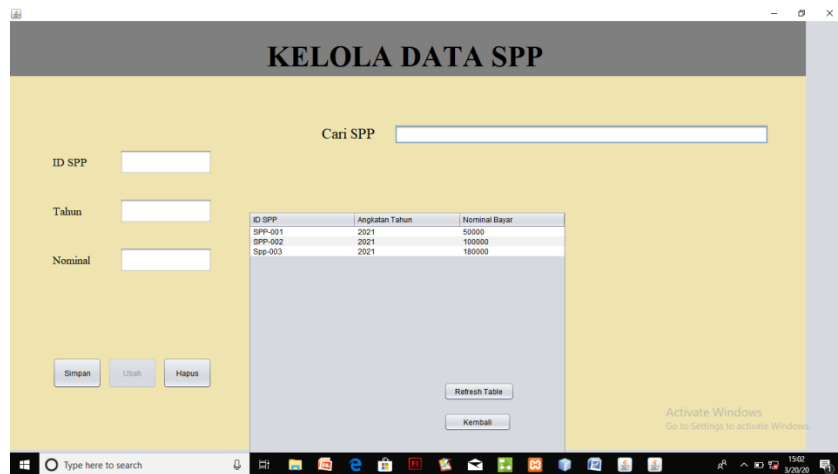 KELOLA DATA SPP
Cari SPP
ID SPP
Tahun
Nominal
ID SPP Angkatan Tahun Nominal Bayar
SPP-001 2021 50000
SPP-002 2021 100000
Spp-003 2021 180000
Simpan Ubah Hapus
Refresh Table
Kembali
Activate Windows
Go to Settings to activate Windows.
Type here to search
15:02
3/20/20